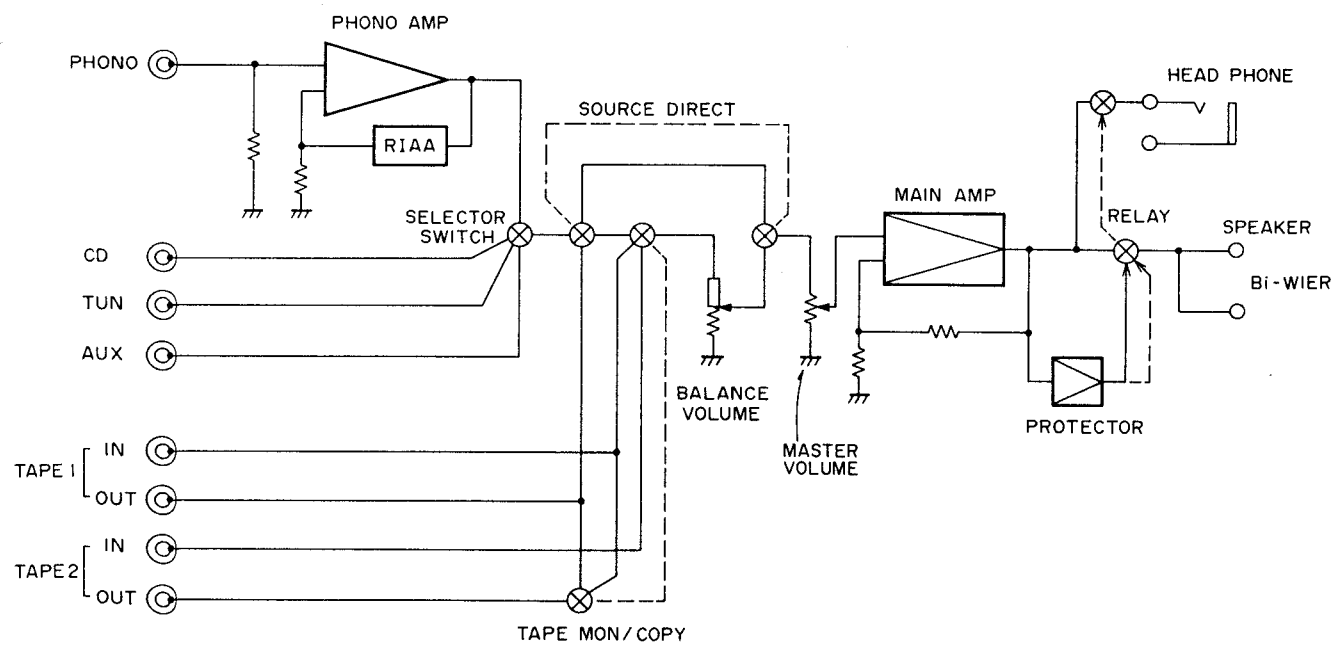 PHONO AMP
PHONO
RIAA
SOURCE DIRECT
HEAD PHONE
SELECTOR
SWITCH
MAIN AMP
RELAY
SPEAKER
Bi-WIER
CD
TUN
AUX
BALANCE
VOLUME
MASTER
VOLUME
PROTECTOR
TAPE 1
IN
OUT
TAPE 2
IN
OUT
TAPE MON/COPY